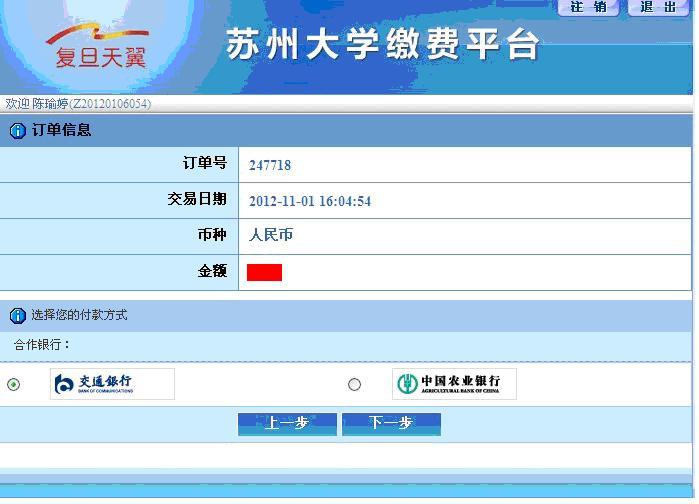 注 销 退 出
复旦天翼
苏州大学缴费平台
欢迎 陈瑜婷(Z20120106054)
订单信息
订单号 247718
交易日期 2012-11-01 16:04:54
币种 人民币
金额
选择您的付款方式
合作银行：
交通銀行 中国农业银行
BANK OF COMMUNICATIONS AGRICULTURAL BANK OF CHINA
上一步 下一步